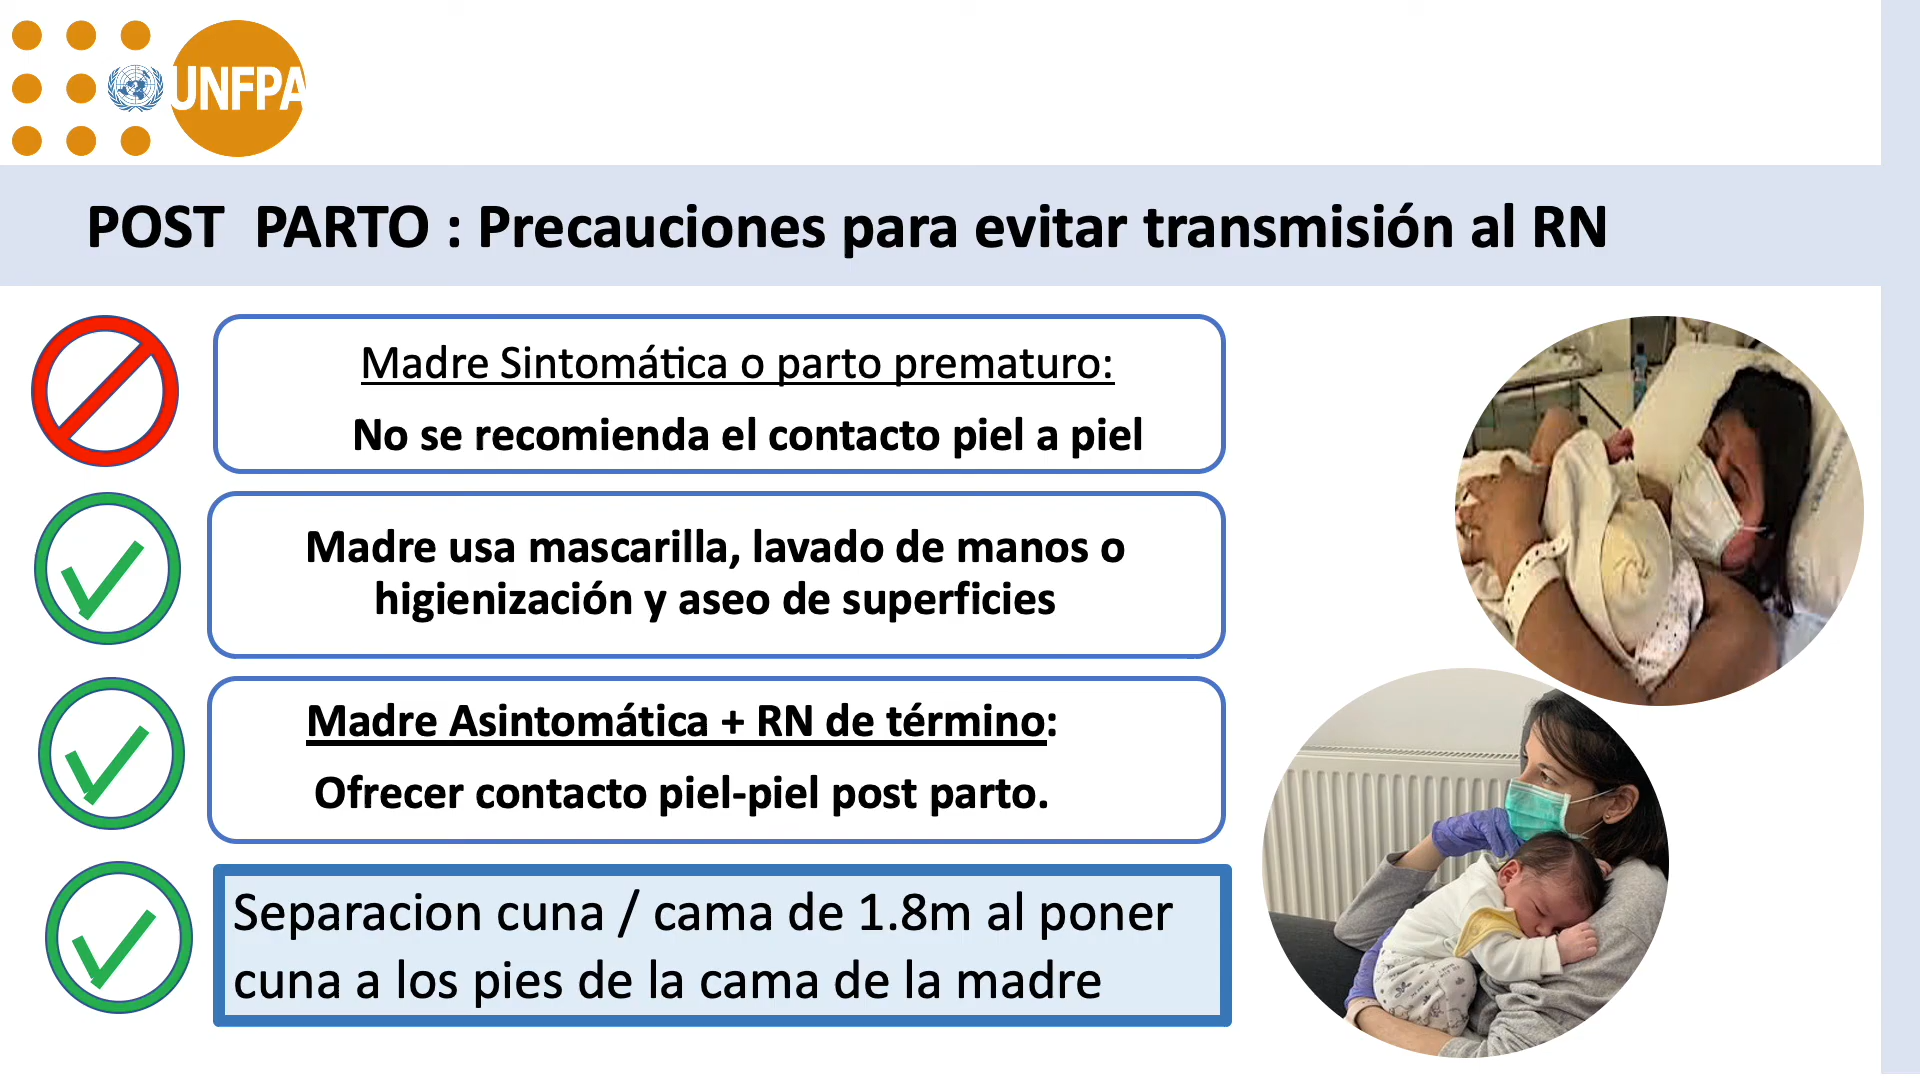 UNFPA
POST PARTO : Precauciones para evitar transmisión al RN
Madre Sintomática o parto prematuro:
No se recomienda el contacto piel a piel
Madre usa mascarilla, lavado de manos o
higienización y aseo de superficies
Madre Asintomática + RN de término:
Ofrecer contacto piel-piel post parto.
Separacion cuna / cama de 1.8m al poner
cuna a los pies de la cama de la madre